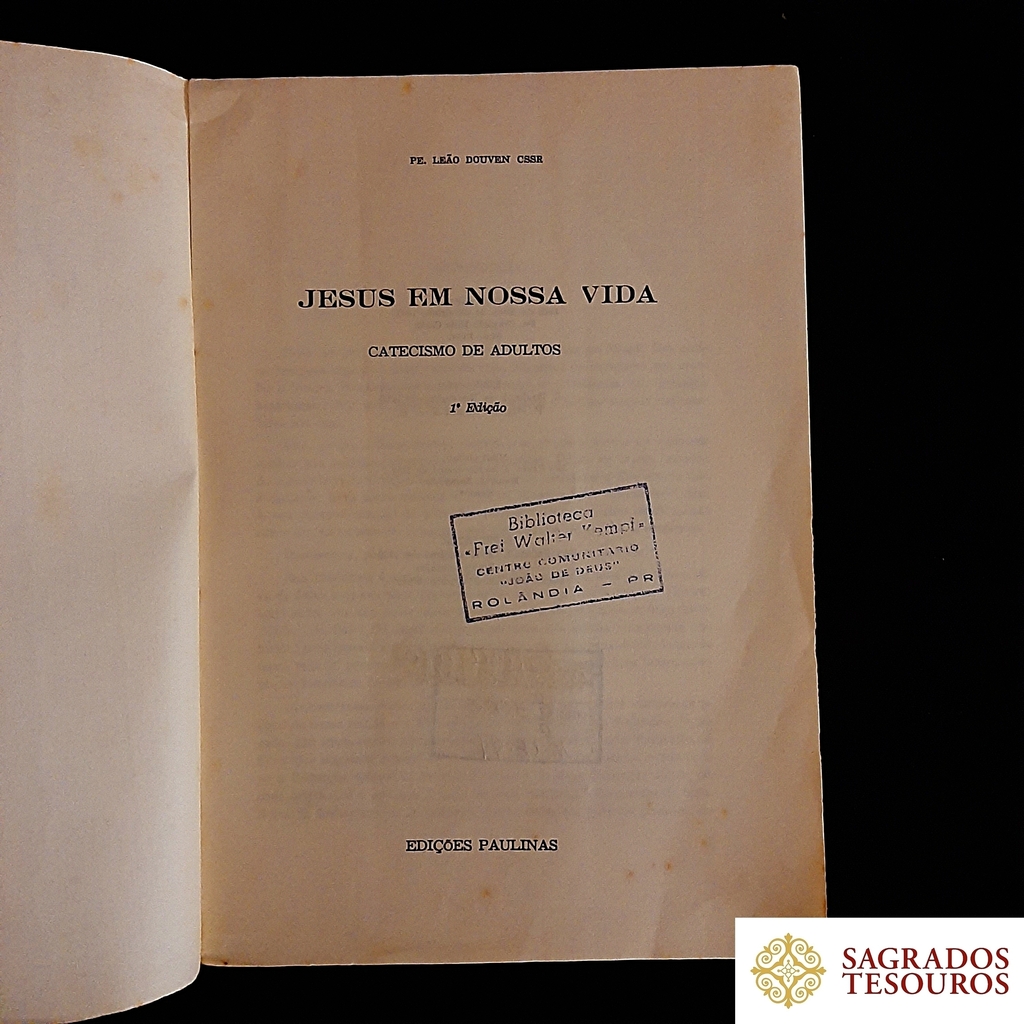 PE. LEÃO DOUVEN CSSR
JESUS EM NOSSA VIDA
CATECISMO DE ADULTOS
1ª Edição
Biblioteca
«Frei Walter Kempf»
CENTRO COMUNITÁRIO
"JOÃO DE DEUS"
ROLÂNDIA - PR
EDIÇÕES PAULINAS
SAGRADOS
TESOUROS